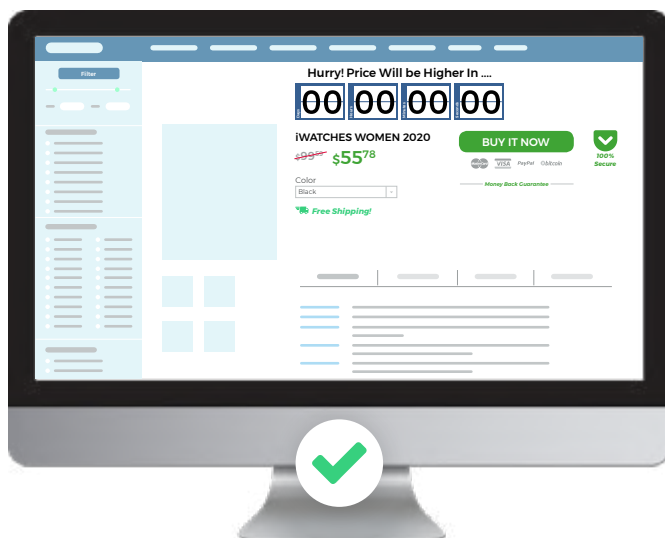 Filter
Hurry! Price Will be Higher In ....
00 00 00 00
iWATCHES WOMEN 2020
$99⁵⁹ $55⁷⁸
BUY IT NOW
VISA PayPal ©bitcoin
100%
Secure
Money Back Guarantee
Color
Black
Free Shipping!